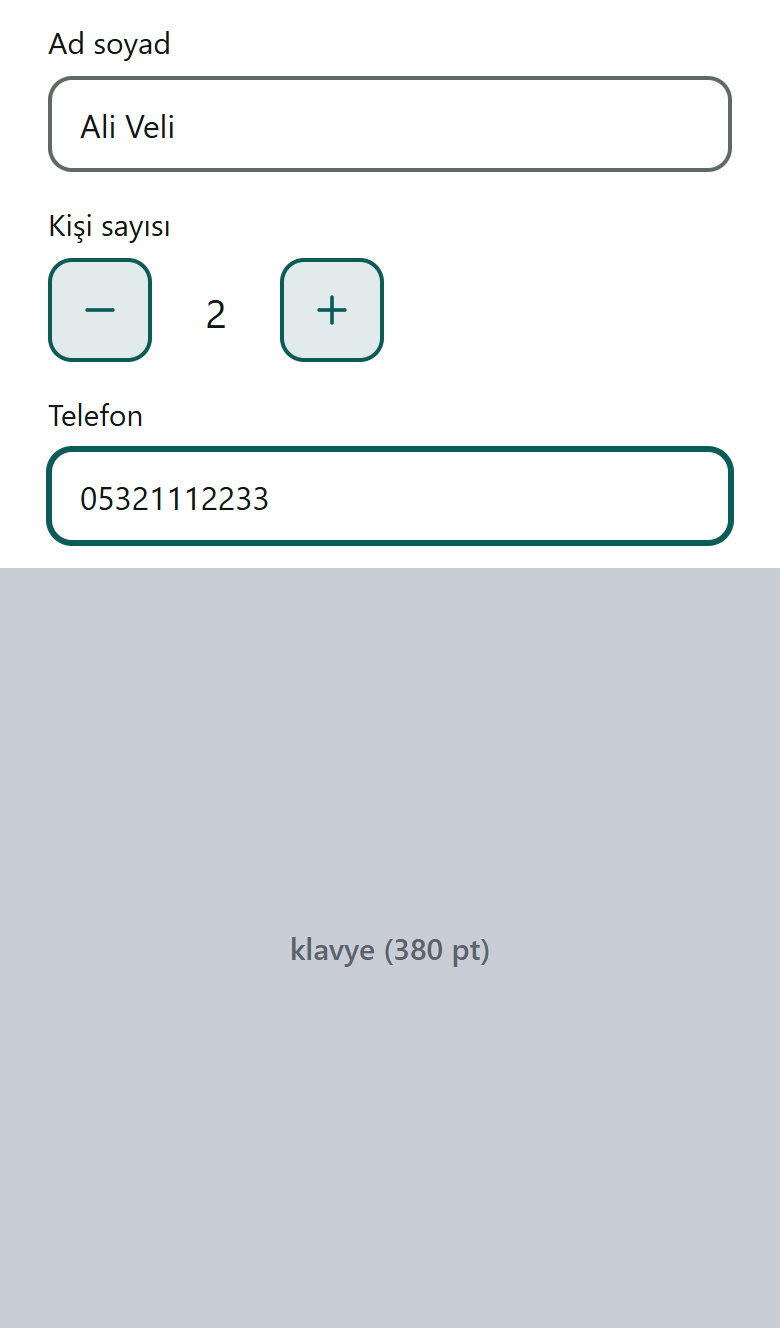 Ad soyad
Ali Veli
Kişi sayısı
− 2 +
Telefon
05321112233
klavye (380 pt)